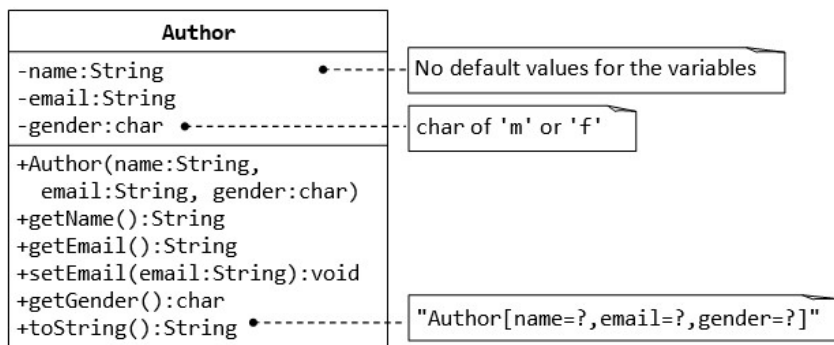 Author
-name:String
No default values for the variables
-email:String
-gender:char
char of 'm' or 'f'
+Author(name:String,
email:String, gender:char)
+getName():String
+getEmail():String
+setEmail(email:String):void
+getGender():char
+toString():String
"Author[name=?,email=?,gender=?]"